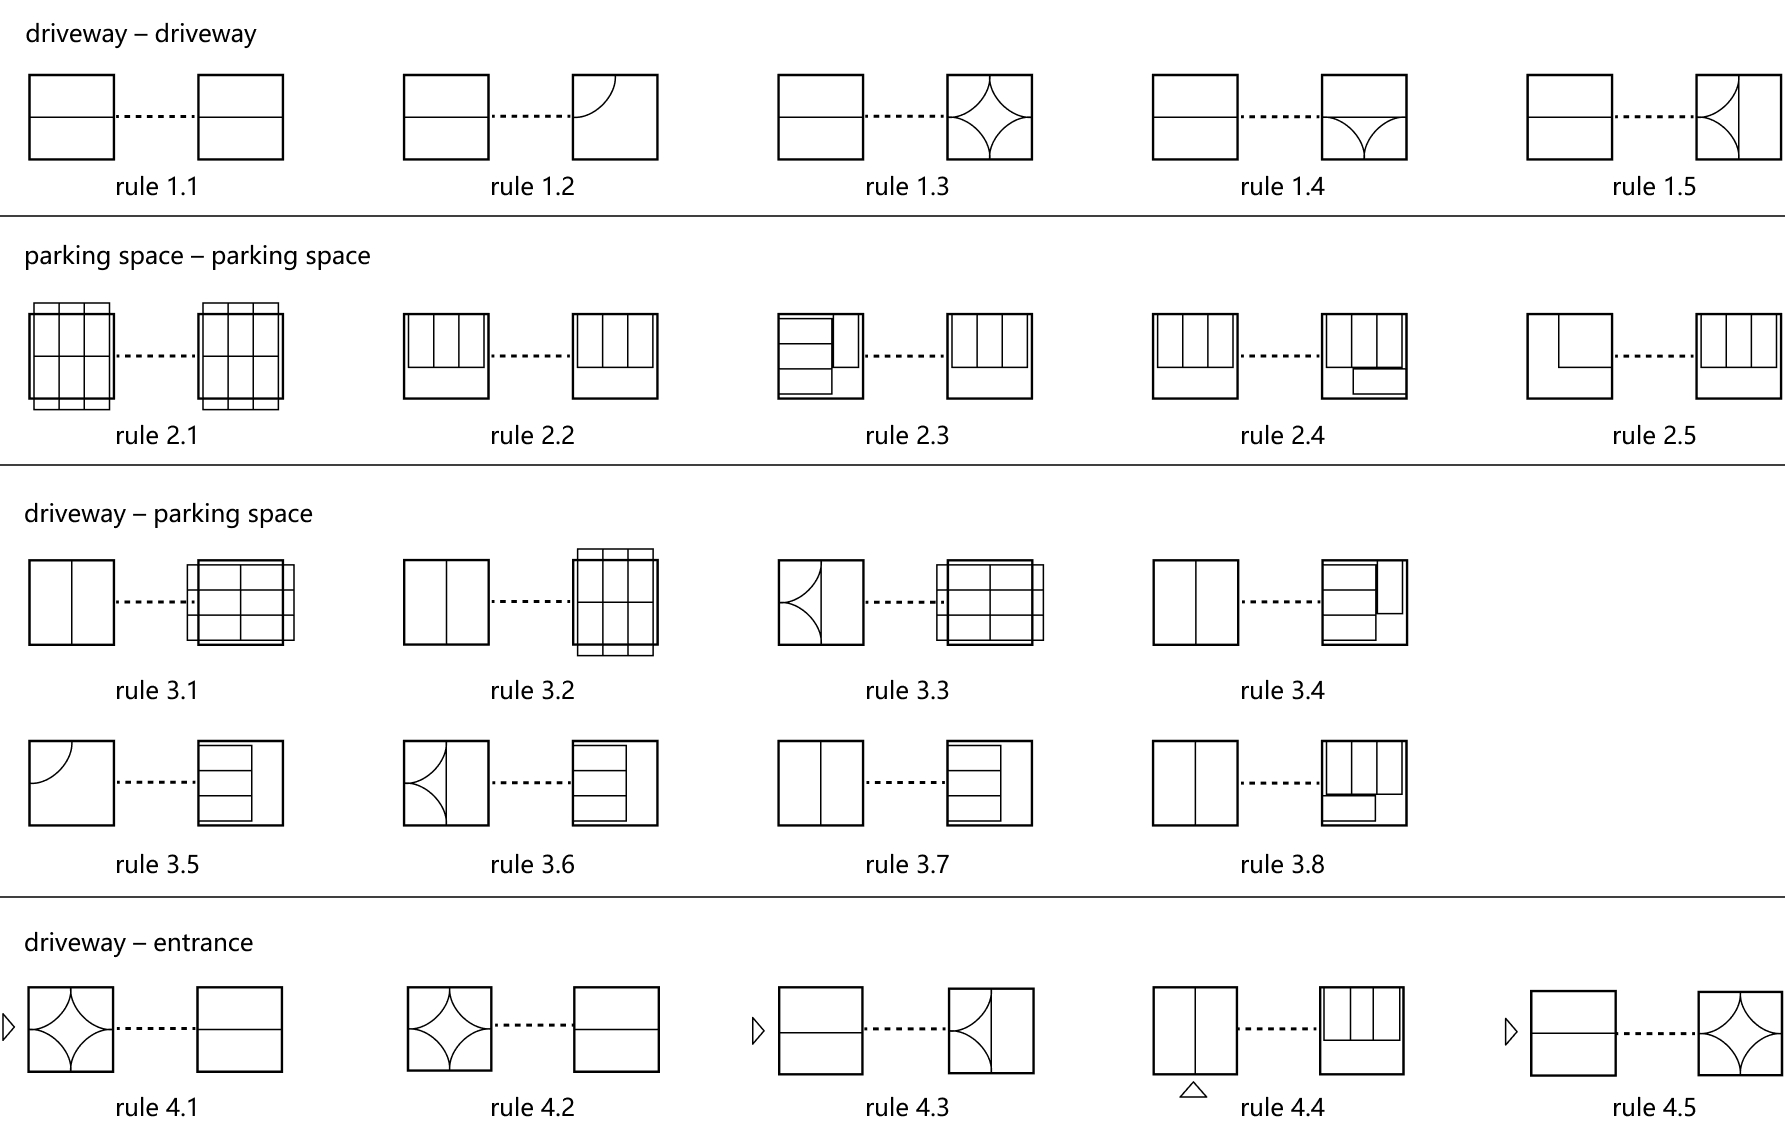 driveway – driveway
rule 1.1
rule 1.2
rule 1.3
rule 1.4
rule 1.5
parking space – parking space
rule 2.1
rule 2.2
rule 2.3
rule 2.4
rule 2.5
driveway – parking space
rule 3.1
rule 3.2
rule 3.3
rule 3.4
rule 3.5
rule 3.6
rule 3.7
rule 3.8
driveway – entrance
rule 4.1
rule 4.2
rule 4.3
rule 4.4
rule 4.5